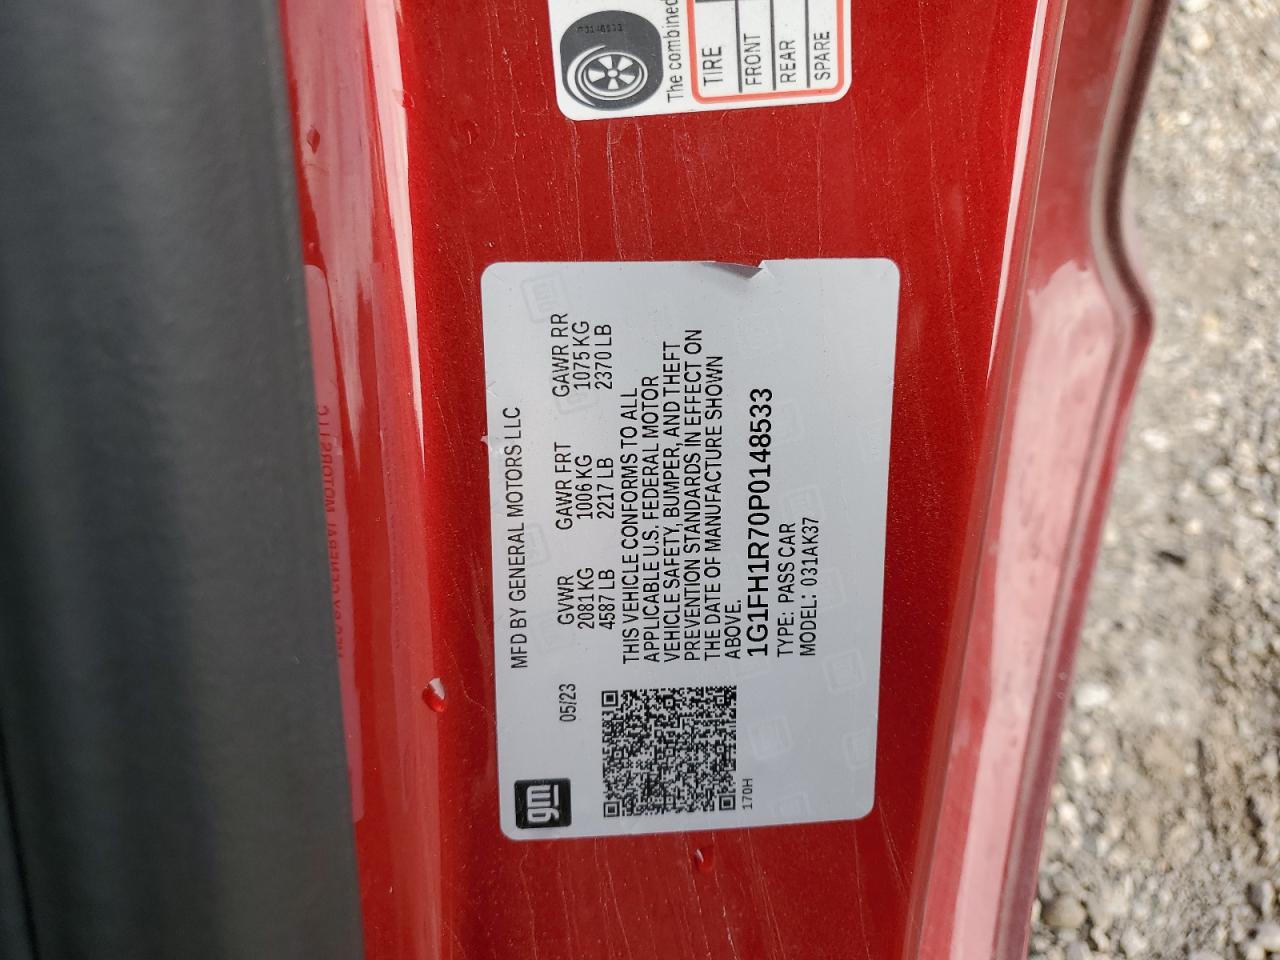 The combined
TIRE
FRONT
REAR
SPARE
gm
05/23
170H
MFD BY GENERAL MOTORS LLC
GVWR GAWR FRT GAWR RR
2081 KG 1006 KG 1075 KG
4587 LB 2217 LB 2370 LB
THIS VEHICLE CONFORMS TO ALL
APPLICABLE U.S. FEDERAL MOTOR
VEHICLE SAFETY, BUMPER, AND THEFT
PREVENTION STANDARDS IN EFFECT ON
THE DATE OF MANUFACTURE SHOWN
ABOVE.
1G1FH1R70P0148533
TYPE: PASS CAR
MODEL: 031AK37